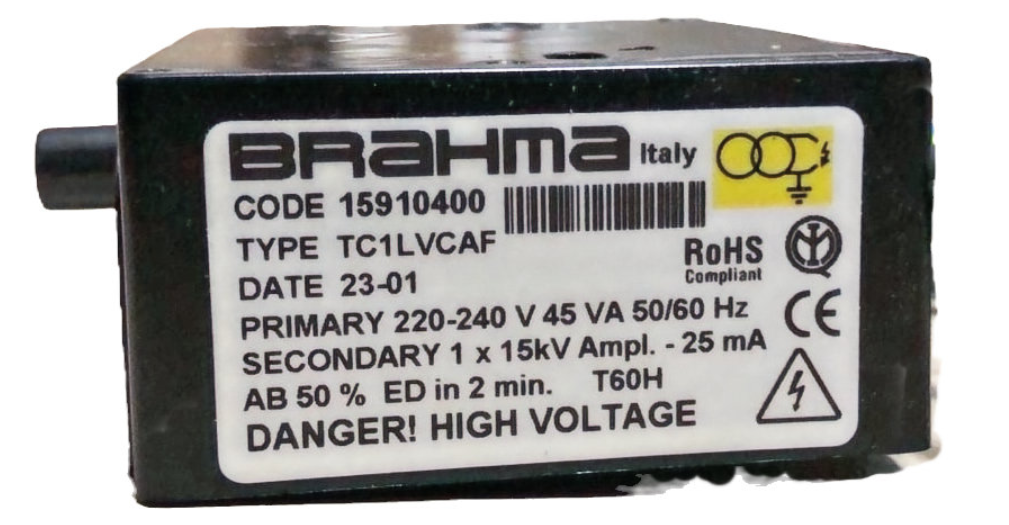 BRAHMA Italy
CODE 15910400
TYPE TC1LVCAF
RoHS
Compliant
DATE 23-01
PRIMARY 220-240 V 45 VA 50/60 Hz
CE
SECONDARY 1 x 15kV Ampl. - 25 mA
AB 50 % ED in 2 min. T60H
DANGER! HIGH VOLTAGE